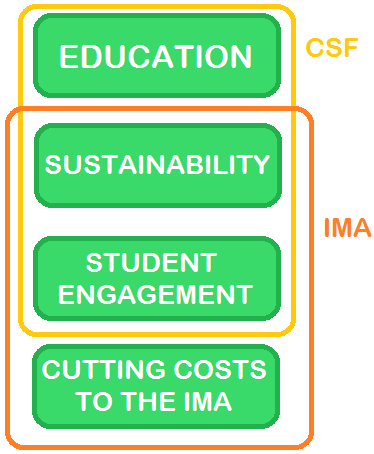 EDUCATION
CSF
SUSTAINABILITY
IMA
STUDENT
ENGAGEMENT
CUTTING COSTS
TO THE IMA